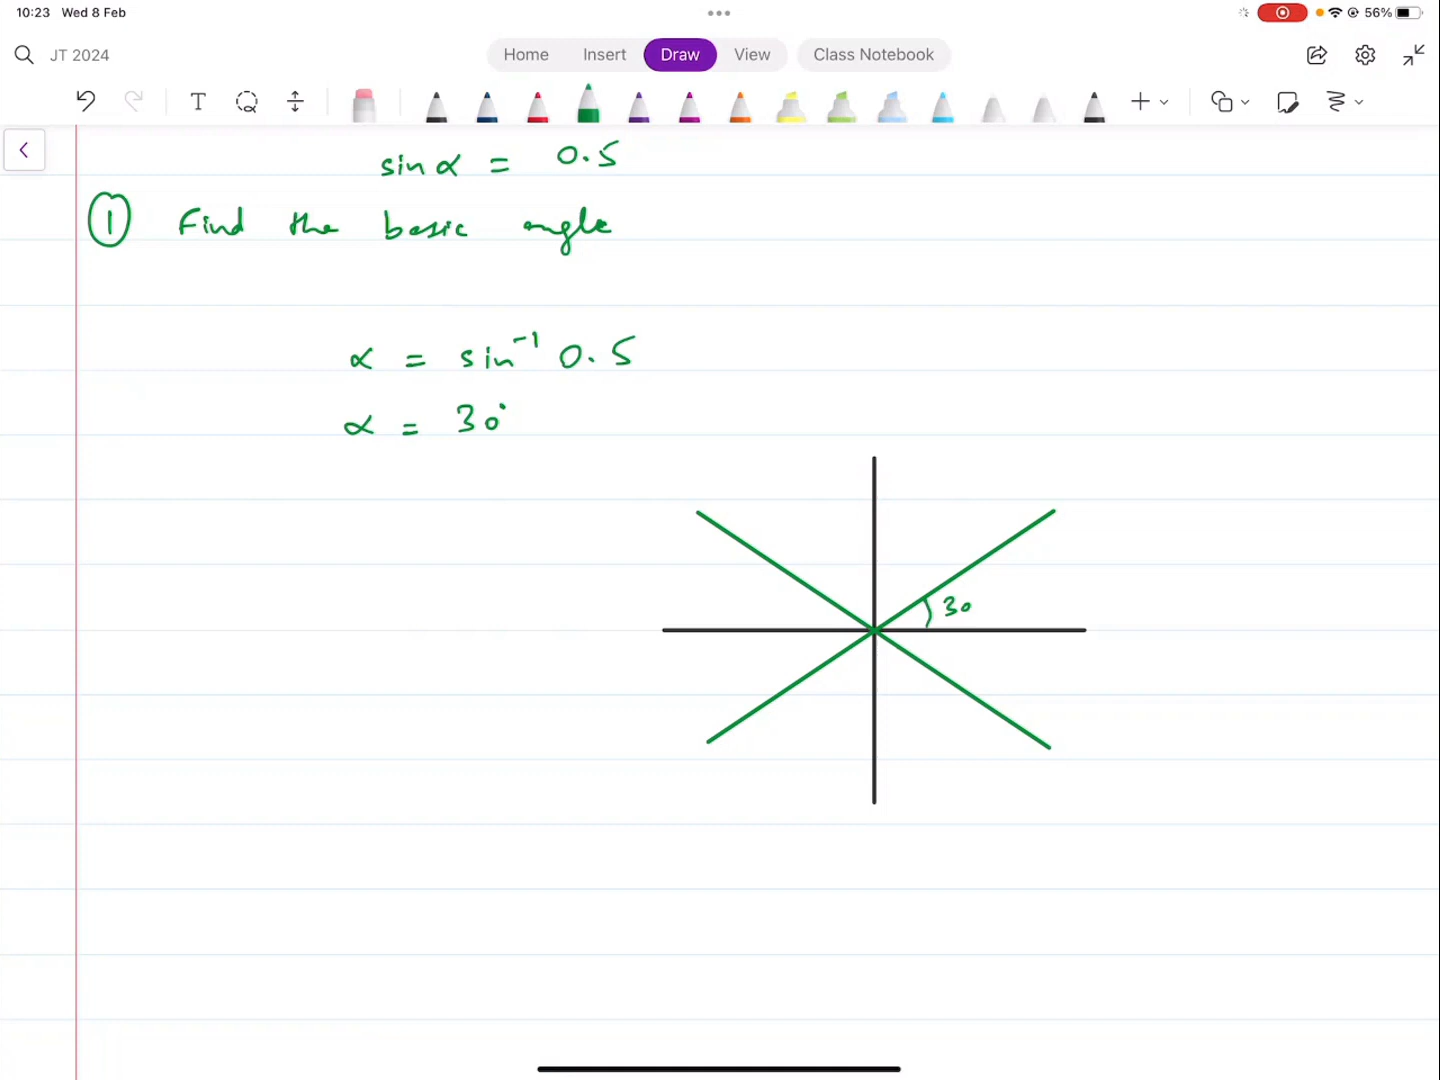 10:23 Wed 8 Feb
56%
JT 2024
Home Insert Draw View Class Notebook
T
sin α = 0.5
① Find the basic angle
α = sin⁻¹ 0.5
α = 30°
30